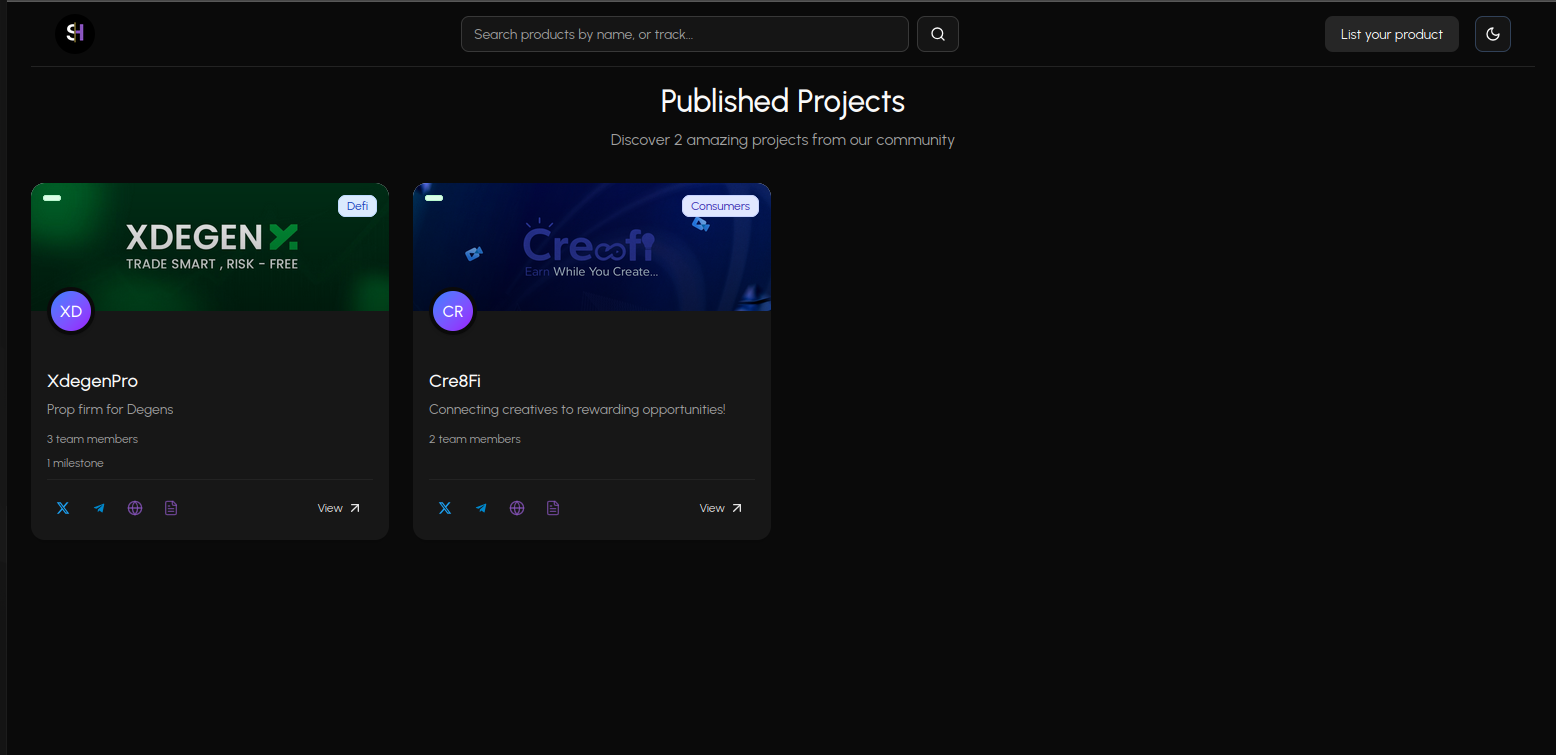 SH
Search products by name, or track...
List your product
Published Projects
Discover 2 amazing projects from our community
Defi
XDEGEN
TRADE SMART , RISK - FREE
XD
XdegenPro
Prop firm for Degens
3 team members
1 milestone
View
Consumers
Cre8fi
Earn While You Create...
CR
Cre8Fi
Connecting creatives to rewarding opportunities!
2 team members
View